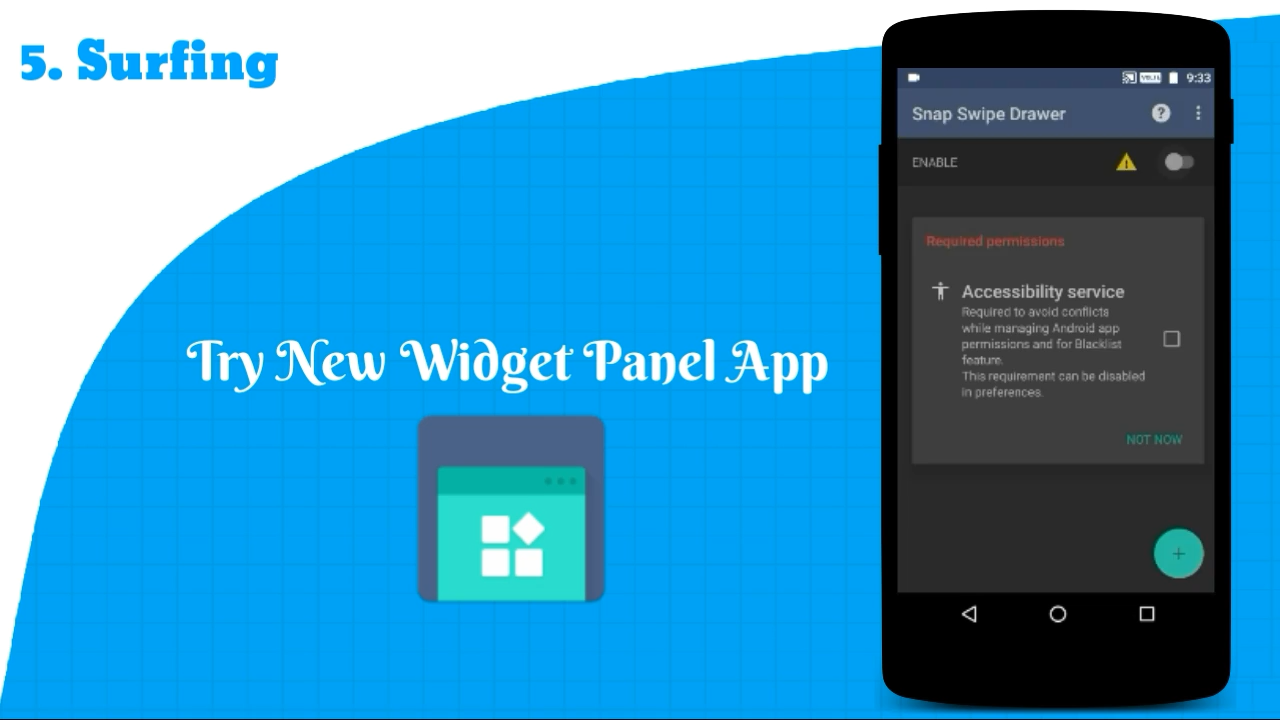 5. Surfing
Try New Widget Panel App
9:33
Snap Swipe Drawer
?
ENABLE
Required permissions
Accessibility service
Required to avoid conflicts
while managing Android app
permissions and for Blacklist
feature.
This requirement can be disabled
in preferences.
NOT NOW
+